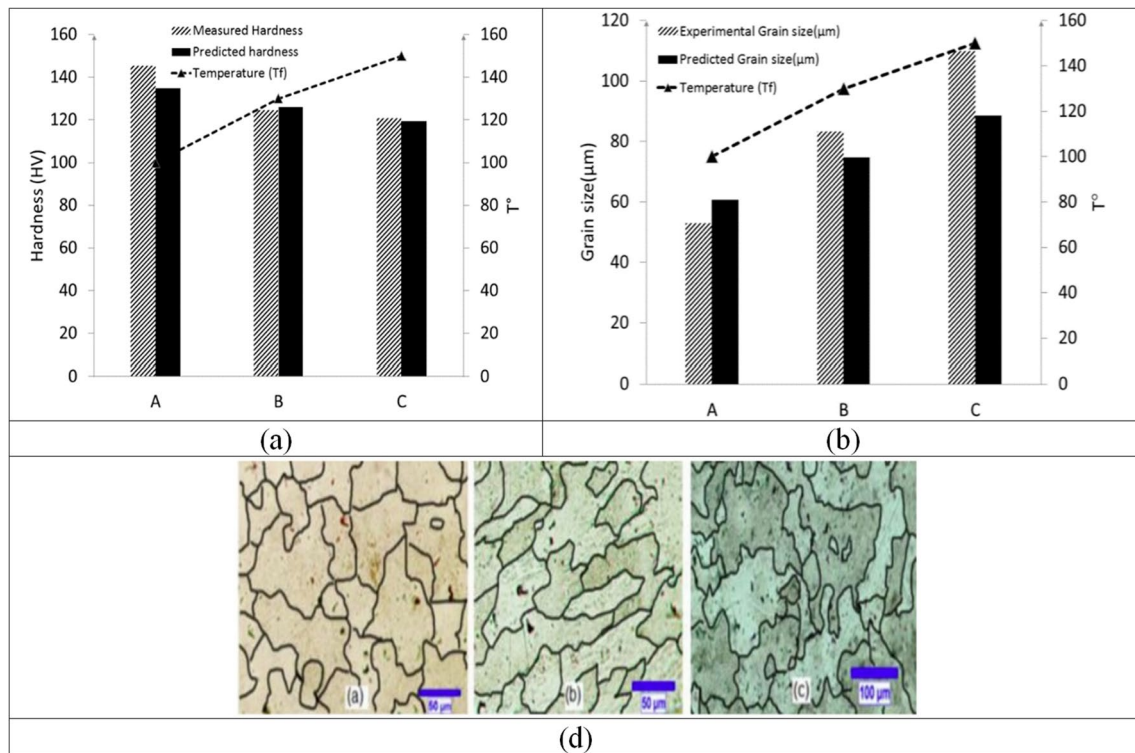 Measured Hardness
Predicted hardness
Temperature (Tf)
160
140
120
100
80
60
40
20
0
Hardness (HV)
160
140
120
100
80
60
40
20
0
T°
A B C
(a)
Experimental Grain size(µm)
Predicted Grain size(µm)
Temperature (Tf)
120
100
80
60
40
20
0
Grain size(µm)
160
140
120
100
80
60
40
20
0
T°
A B C
(b)
(a) 50 µm
(b) 50 µm
(c) 100 µm
(d)